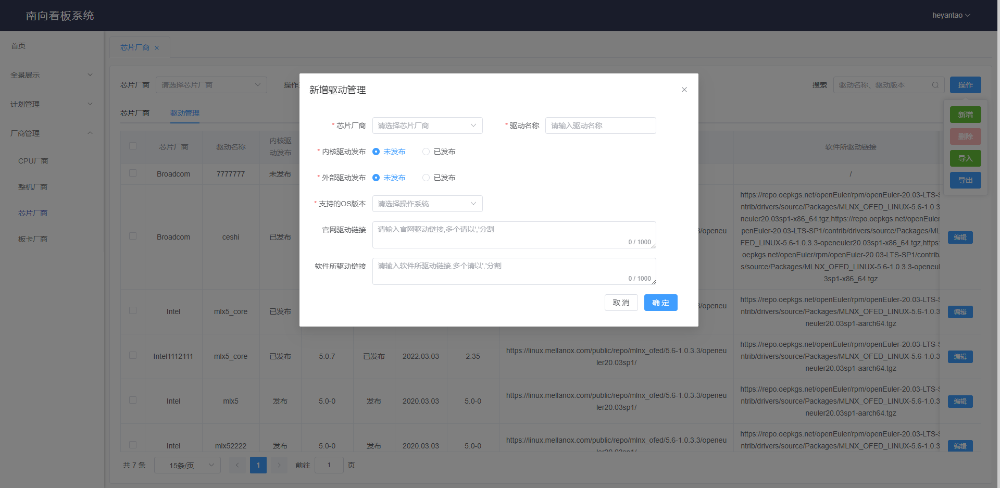 南向看板系统
heyantao
首页
全景展示
计划管理
厂商管理
CPU厂商
整机厂商
芯片厂商
板卡厂商
芯片厂商
芯片厂商 请选择芯片厂商 操作
搜索 驱动名称、驱动版本 操作
新增
删除
导入
导出
芯片厂商 驱动管理
芯片厂商 驱动名称 内核驱动发布 软件所驱动链接
Broadcom 7777777 未发布 /
Broadcom ceshi 已发布 3/openeu
https://repo.oepkgs.net/openEuler/rpm/openEuler-20.03-LTS-S
ntrib/drivers/source/Packages/MLNX_OFED_LINUX-5.6-1.0.3
neuler20.03sp1-x86_64.tgz,https://repo.oepkgs.net/openEuler
penEuler-20.03-LTS-SP1/contrib/drivers/source/Packages/ML
FED_LINUX-5.6-1.0.3.3-openeuler20.03sp1-x86_64.tgz,https:
oepkgs.net/openEuler/rpm/openEuler-20.03-LTS-SP1/contrib
s/source/Packages/MLNX_OFED_LINUX-5.6-1.0.3.3-openeul
3sp1-x86_64.tgz
编辑
Intel mlx5_core 已发布 3/openeu
https://repo.oepkgs.net/openEuler/rpm/openEuler-20.03-LTS-S
ntrib/drivers/source/Packages/MLNX_OFED_LINUX-5.6-1.0.3
neuler20.03sp1-aarch64.tgz
编辑
Intel1112111 mlx5_core 已发布 5.0.7 已发布 2022.03.03 2.35
https://linux.mellanox.com/public/repo/mlnx_ofed/5.6-1.0.3.3/openeu
ler20.03sp1/
https://repo.oepkgs.net/openEuler/rpm/openEuler-20.03-LTS-S
ntrib/drivers/source/Packages/MLNX_OFED_LINUX-5.6-1.0.3
neuler20.03sp1-aarch64.tgz
编辑
Intel mlx5 发布 5.0-0 发布 2020.03.03 5.0-0
https://linux.mellanox.com/public/repo/mlnx_ofed/5.6-1.0.3.3/openeu
ler20.03sp1/
https://repo.oepkgs.net/openEuler/rpm/openEuler-20.03-LTS-S
ntrib/drivers/source/Packages/MLNX_OFED_LINUX-5.6-1.0.3
neuler20.03sp1-aarch64.tgz
编辑
Intel mlx52222 发布 5.0-0 发布 2020.03.03 5.0-0
https://linux.mellanox.com/public/repo/mlnx_ofed/5.6-1.0.3.3/openeu
ler20.03sp1/
https://repo.oepkgs.net/openEuler/rpm/openEuler-20.03-LTS-S
ntrib/drivers/source/Packages/MLNX_OFED_LINUX-5.6-1.0.3
编辑
共 7 条 15条/页 1 前往 1 页
新增驱动管理
* 芯片厂商 请选择芯片厂商 * 驱动名称 请输入驱动名称
* 内核驱动发布 未发布 已发布
* 外部驱动发布 未发布 已发布
* 支持的OS版本 请选择操作系统
官网驱动链接 请输入官网驱动链接,多个请以','分割
0 / 1000
软件所驱动链接 请输入软件所驱动链接,多个请以','分割
0 / 1000
取 消 确 定